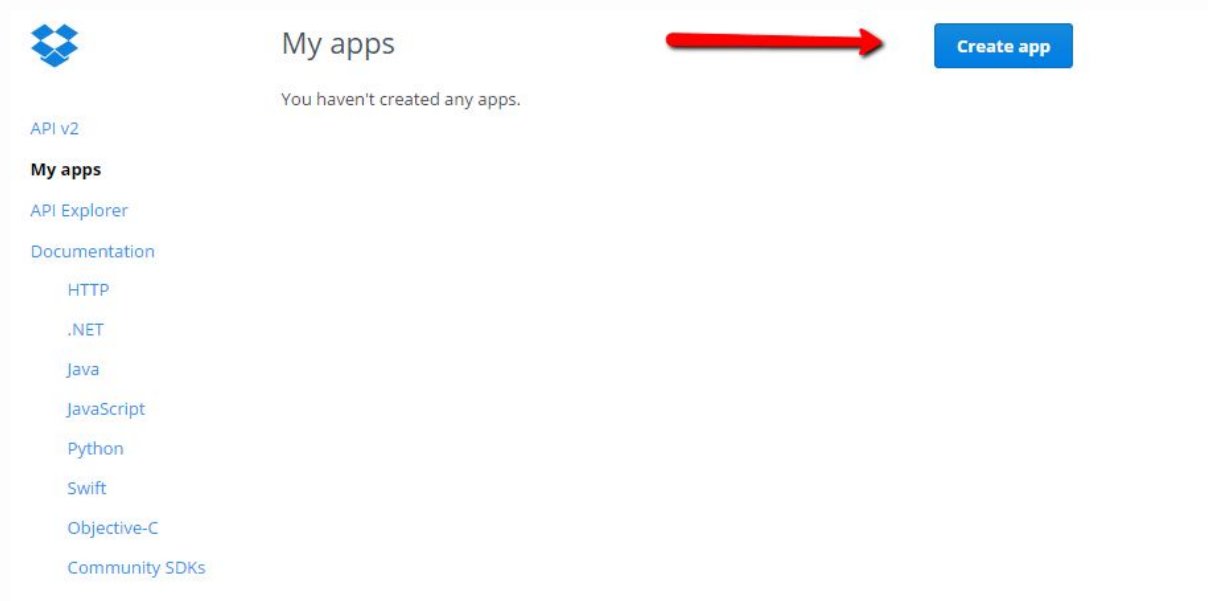 My apps
Create app
You haven't created any apps.
API v2
My apps
API Explorer
Documentation
HTTP
.NET
Java
JavaScript
Python
Swift
Objective-C
Community SDKs